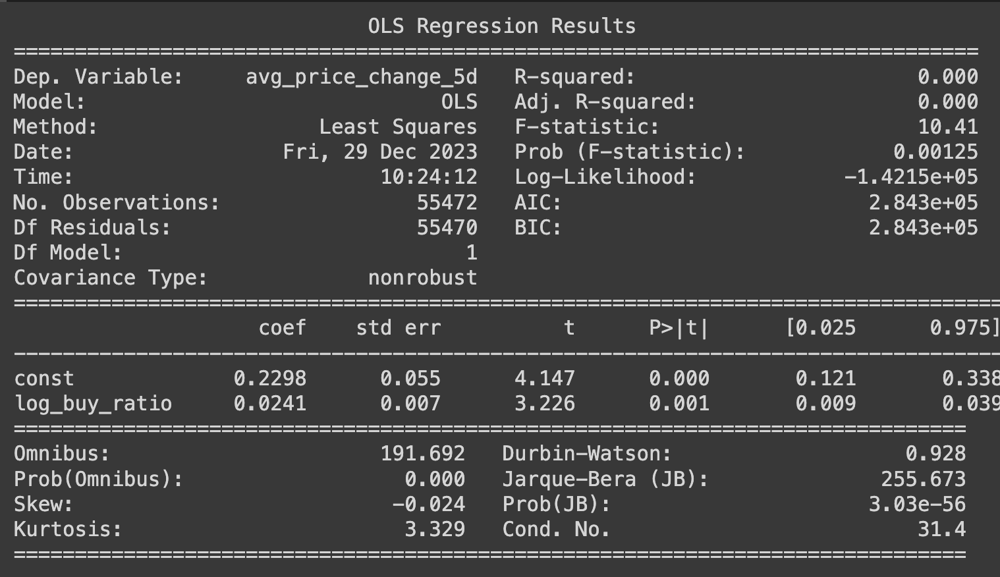 OLS Regression Results
==============================================================================
Dep. Variable:     avg_price_change_5d   R-squared:                       0.000
Model:                             OLS   Adj. R-squared:                  0.000
Method:                  Least Squares   F-statistic:                     10.41
Date:                 Fri, 29 Dec 2023   Prob (F-statistic):            0.00125
Time:                         10:24:12   Log-Likelihood:            -1.4215e+05
No. Observations:                55472   AIC:                         2.843e+05
Df Residuals:                    55470   BIC:                         2.843e+05
Df Model:                            1
Covariance Type:             nonrobust
==============================================================================
coef    std err          t      P>|t|      [0.025      0.975]
------------------------------------------------------------------------------
const             0.2298      0.055      4.147      0.000       0.121       0.338
log_buy_ratio     0.0241      0.007      3.226      0.001       0.009       0.039
==============================================================================
Omnibus:                      191.692   Durbin-Watson:                   0.928
Prob(Omnibus):                  0.000   Jarque-Bera (JB):              255.673
Skew:                          -0.024   Prob(JB):                     3.03e-56
Kurtosis:                       3.329   Cond. No.                         31.4
==============================================================================